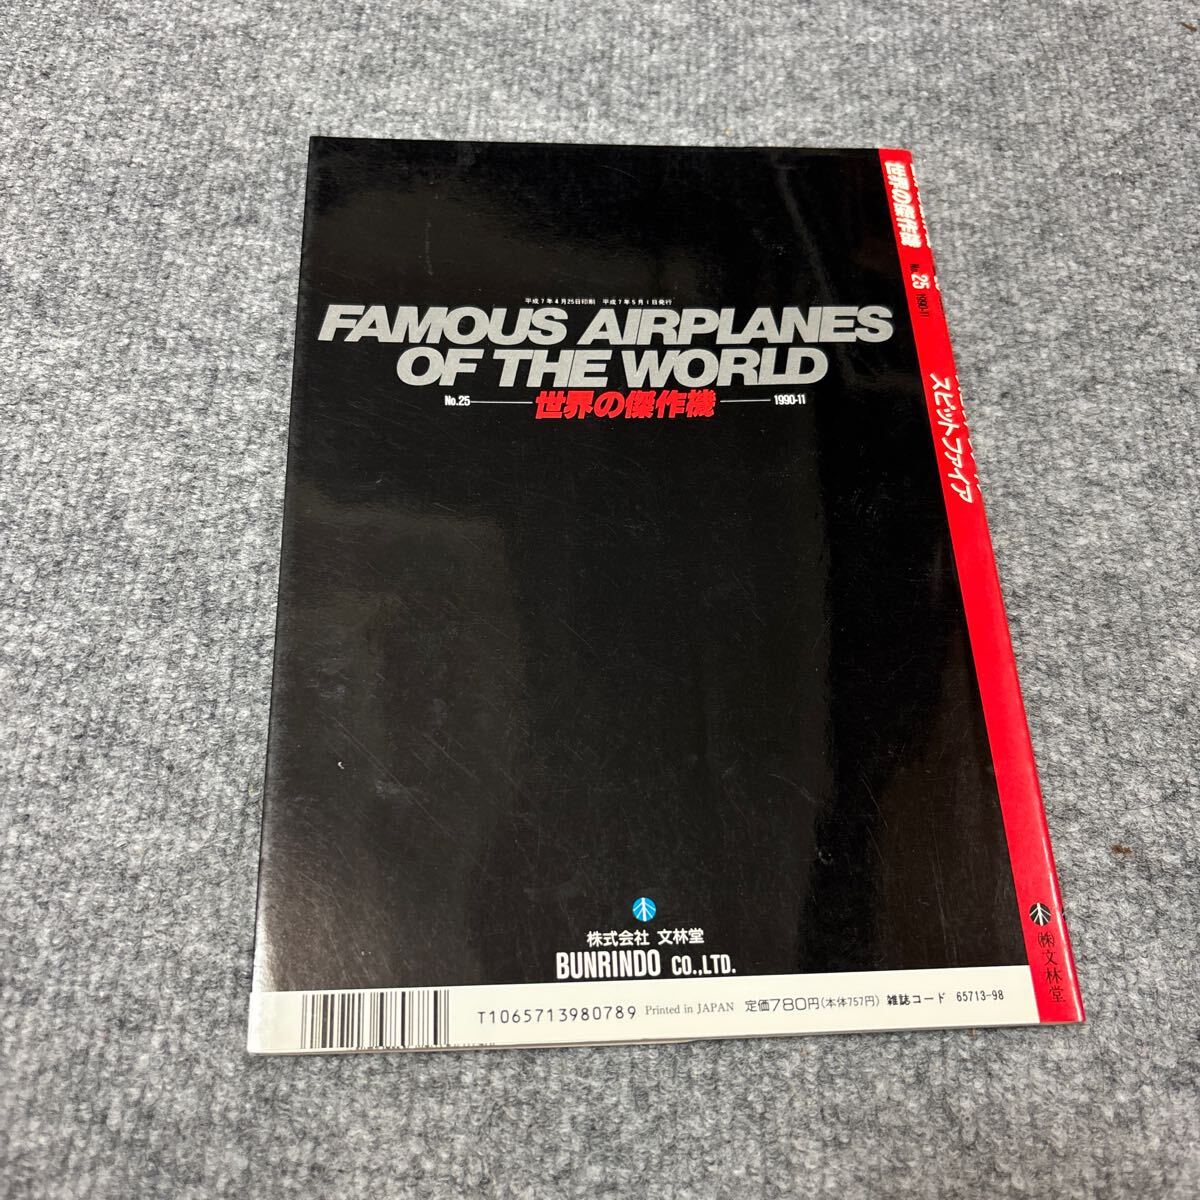 平成7年4月25日印刷 平成7年5月1日発行
FAMOUS AIRPLANES
OF THE WORLD
No.25 世界の傑作機 1990-11
株式会社 文林堂
BUNRINDO CO.,LTD.
T1065713980789 Printed in JAPAN 定価780円(本体757円) 雑誌コード 65713-98
世界の傑作機
No.25 1990-11
スピットファイア
㈱文林堂